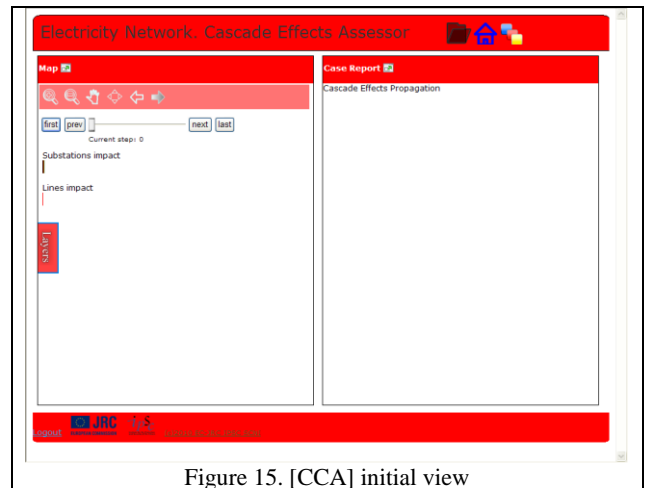 Electricity Network. Cascade Effects Assessor
Map
Case Report
Cascade Effects Propagation
first prev next last
Current step: 0
Substations impact
Lines impact
Layers
Logout JRC
Figure 15. [CCA] initial view